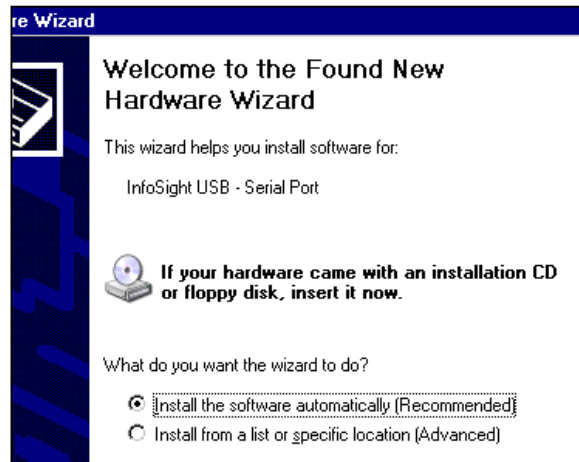 re Wizard
Welcome to the Found New
Hardware Wizard
This wizard helps you install software for:
InfoSight USB - Serial Port
If your hardware came with an installation CD
or floppy disk, insert it now.
What do you want the wizard to do?
Install the software automatically (Recommended)
Install from a list or specific location (Advanced)